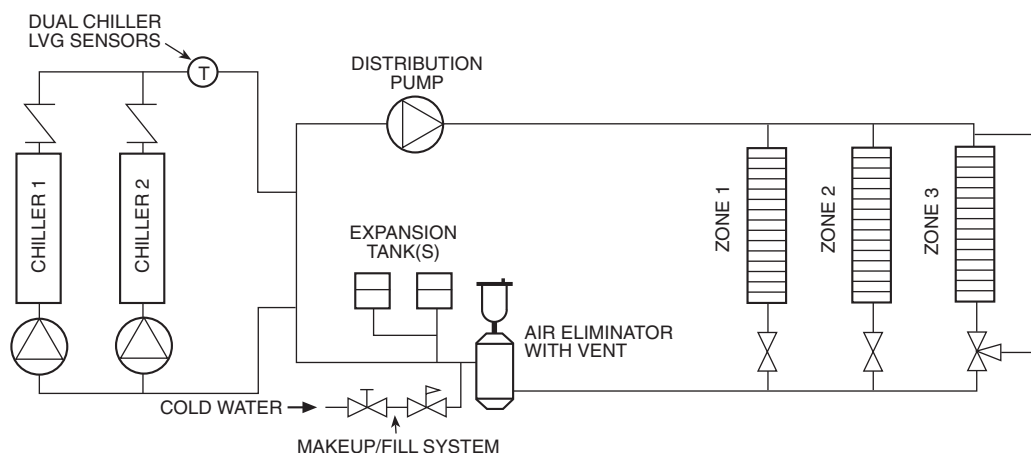 DUAL CHILLER
LVG SENSORS
T
DISTRIBUTION
PUMP
CHILLER 1
CHILLER 2
ZONE 1
ZONE 2
ZONE 3
EXPANSION
TANK(S)
AIR ELIMINATOR
WITH VENT
COLD WATER
MAKEUP/FILL SYSTEM